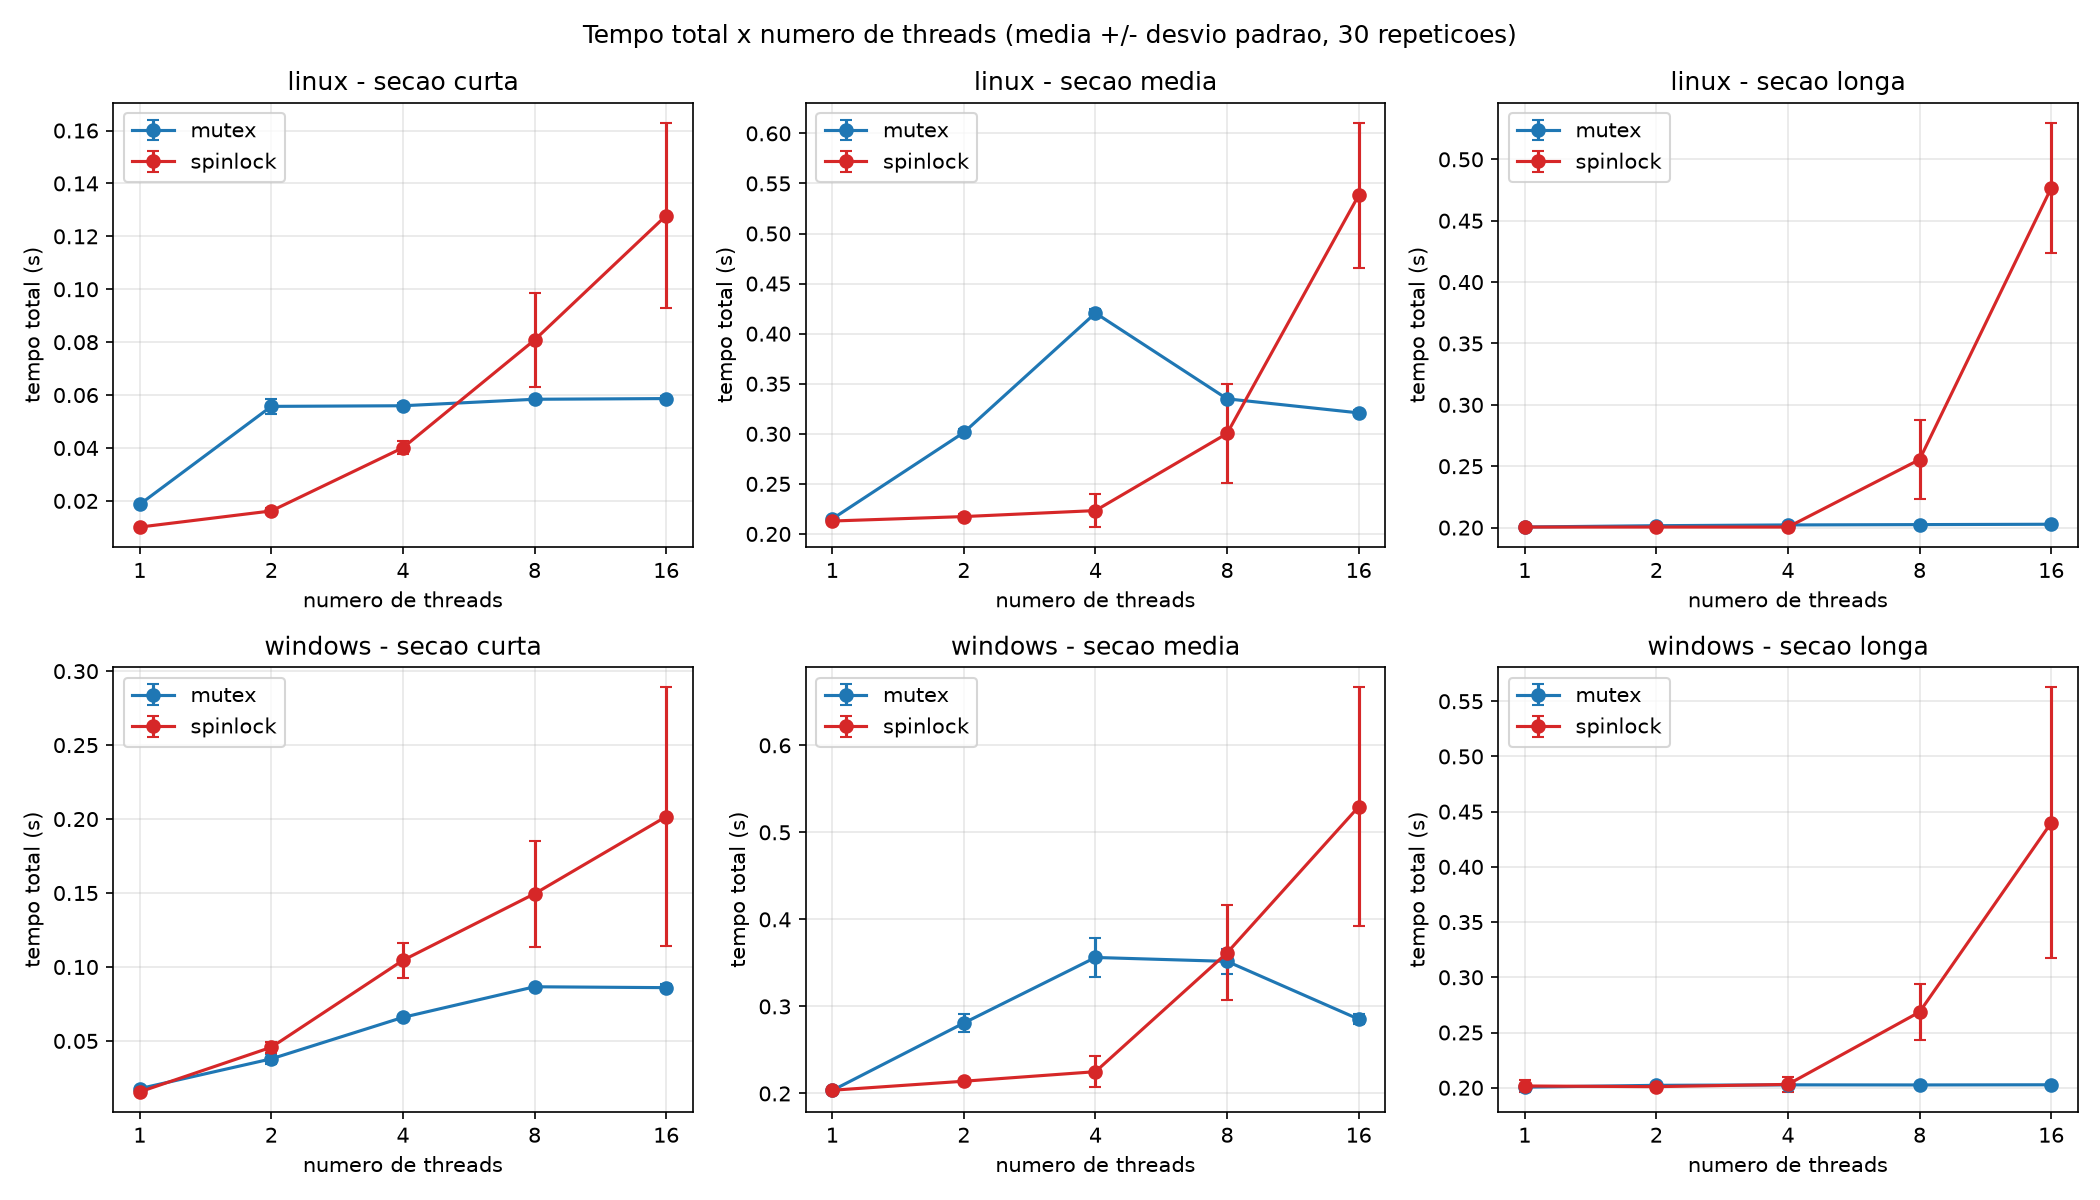 Tempo total x numero de threads (media +/- desvio padrao, 30 repeticoes)
linux - secao curta
mutex
spinlock
0.16
0.14
0.12
0.10
0.08
0.06
0.04
0.02
tempo total (s)
1 2 4 8 16
numero de threads
linux - secao media
mutex
spinlock
0.60
0.55
0.50
0.45
0.40
0.35
0.30
0.25
0.20
tempo total (s)
1 2 4 8 16
numero de threads
linux - secao longa
mutex
spinlock
0.50
0.45
0.40
0.35
0.30
0.25
0.20
tempo total (s)
1 2 4 8 16
numero de threads
windows - secao curta
mutex
spinlock
0.30
0.25
0.20
0.15
0.10
0.05
tempo total (s)
1 2 4 8 16
numero de threads
windows - secao media
mutex
spinlock
0.6
0.5
0.4
0.3
0.2
tempo total (s)
1 2 4 8 16
numero de threads
windows - secao longa
mutex
spinlock
0.55
0.50
0.45
0.40
0.35
0.30
0.25
0.20
tempo total (s)
1 2 4 8 16
numero de threads